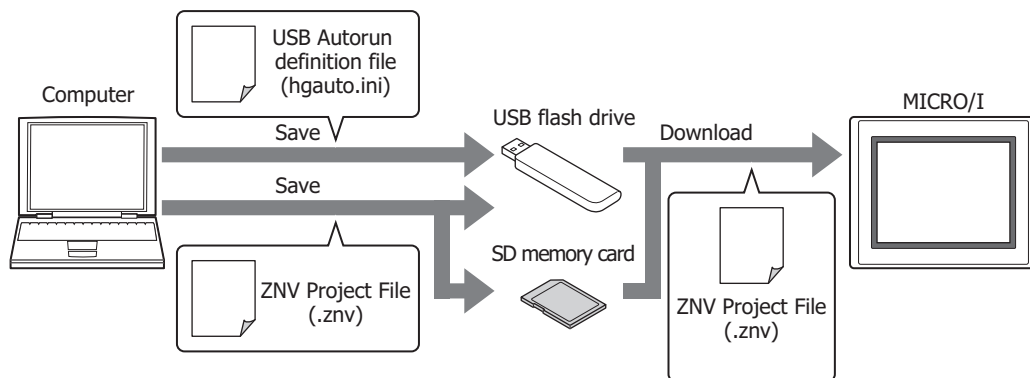 USB Autorun
definition file
(hgauto.ini)
Computer
MICRO/I
USB flash drive
Save
Download
Save
SD memory card
ZNV Project File
(.znv)
ZNV Project File
(.znv)